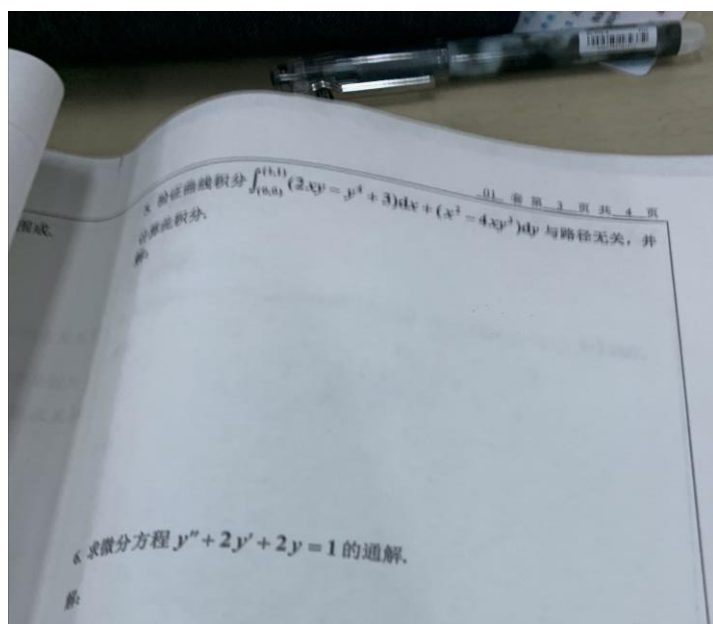 01 卷 第 3 页 共 4 页
围成.
5. 验证曲线积分∫_{(0,0)}^{(1,1)}(2xy − y⁴ + 3)dx + (x² − 4xy³)dy 与路径无关，并
计算此积分.
解:
6. 求微分方程 y″ + 2y′ + 2y = 1 的通解.
解: